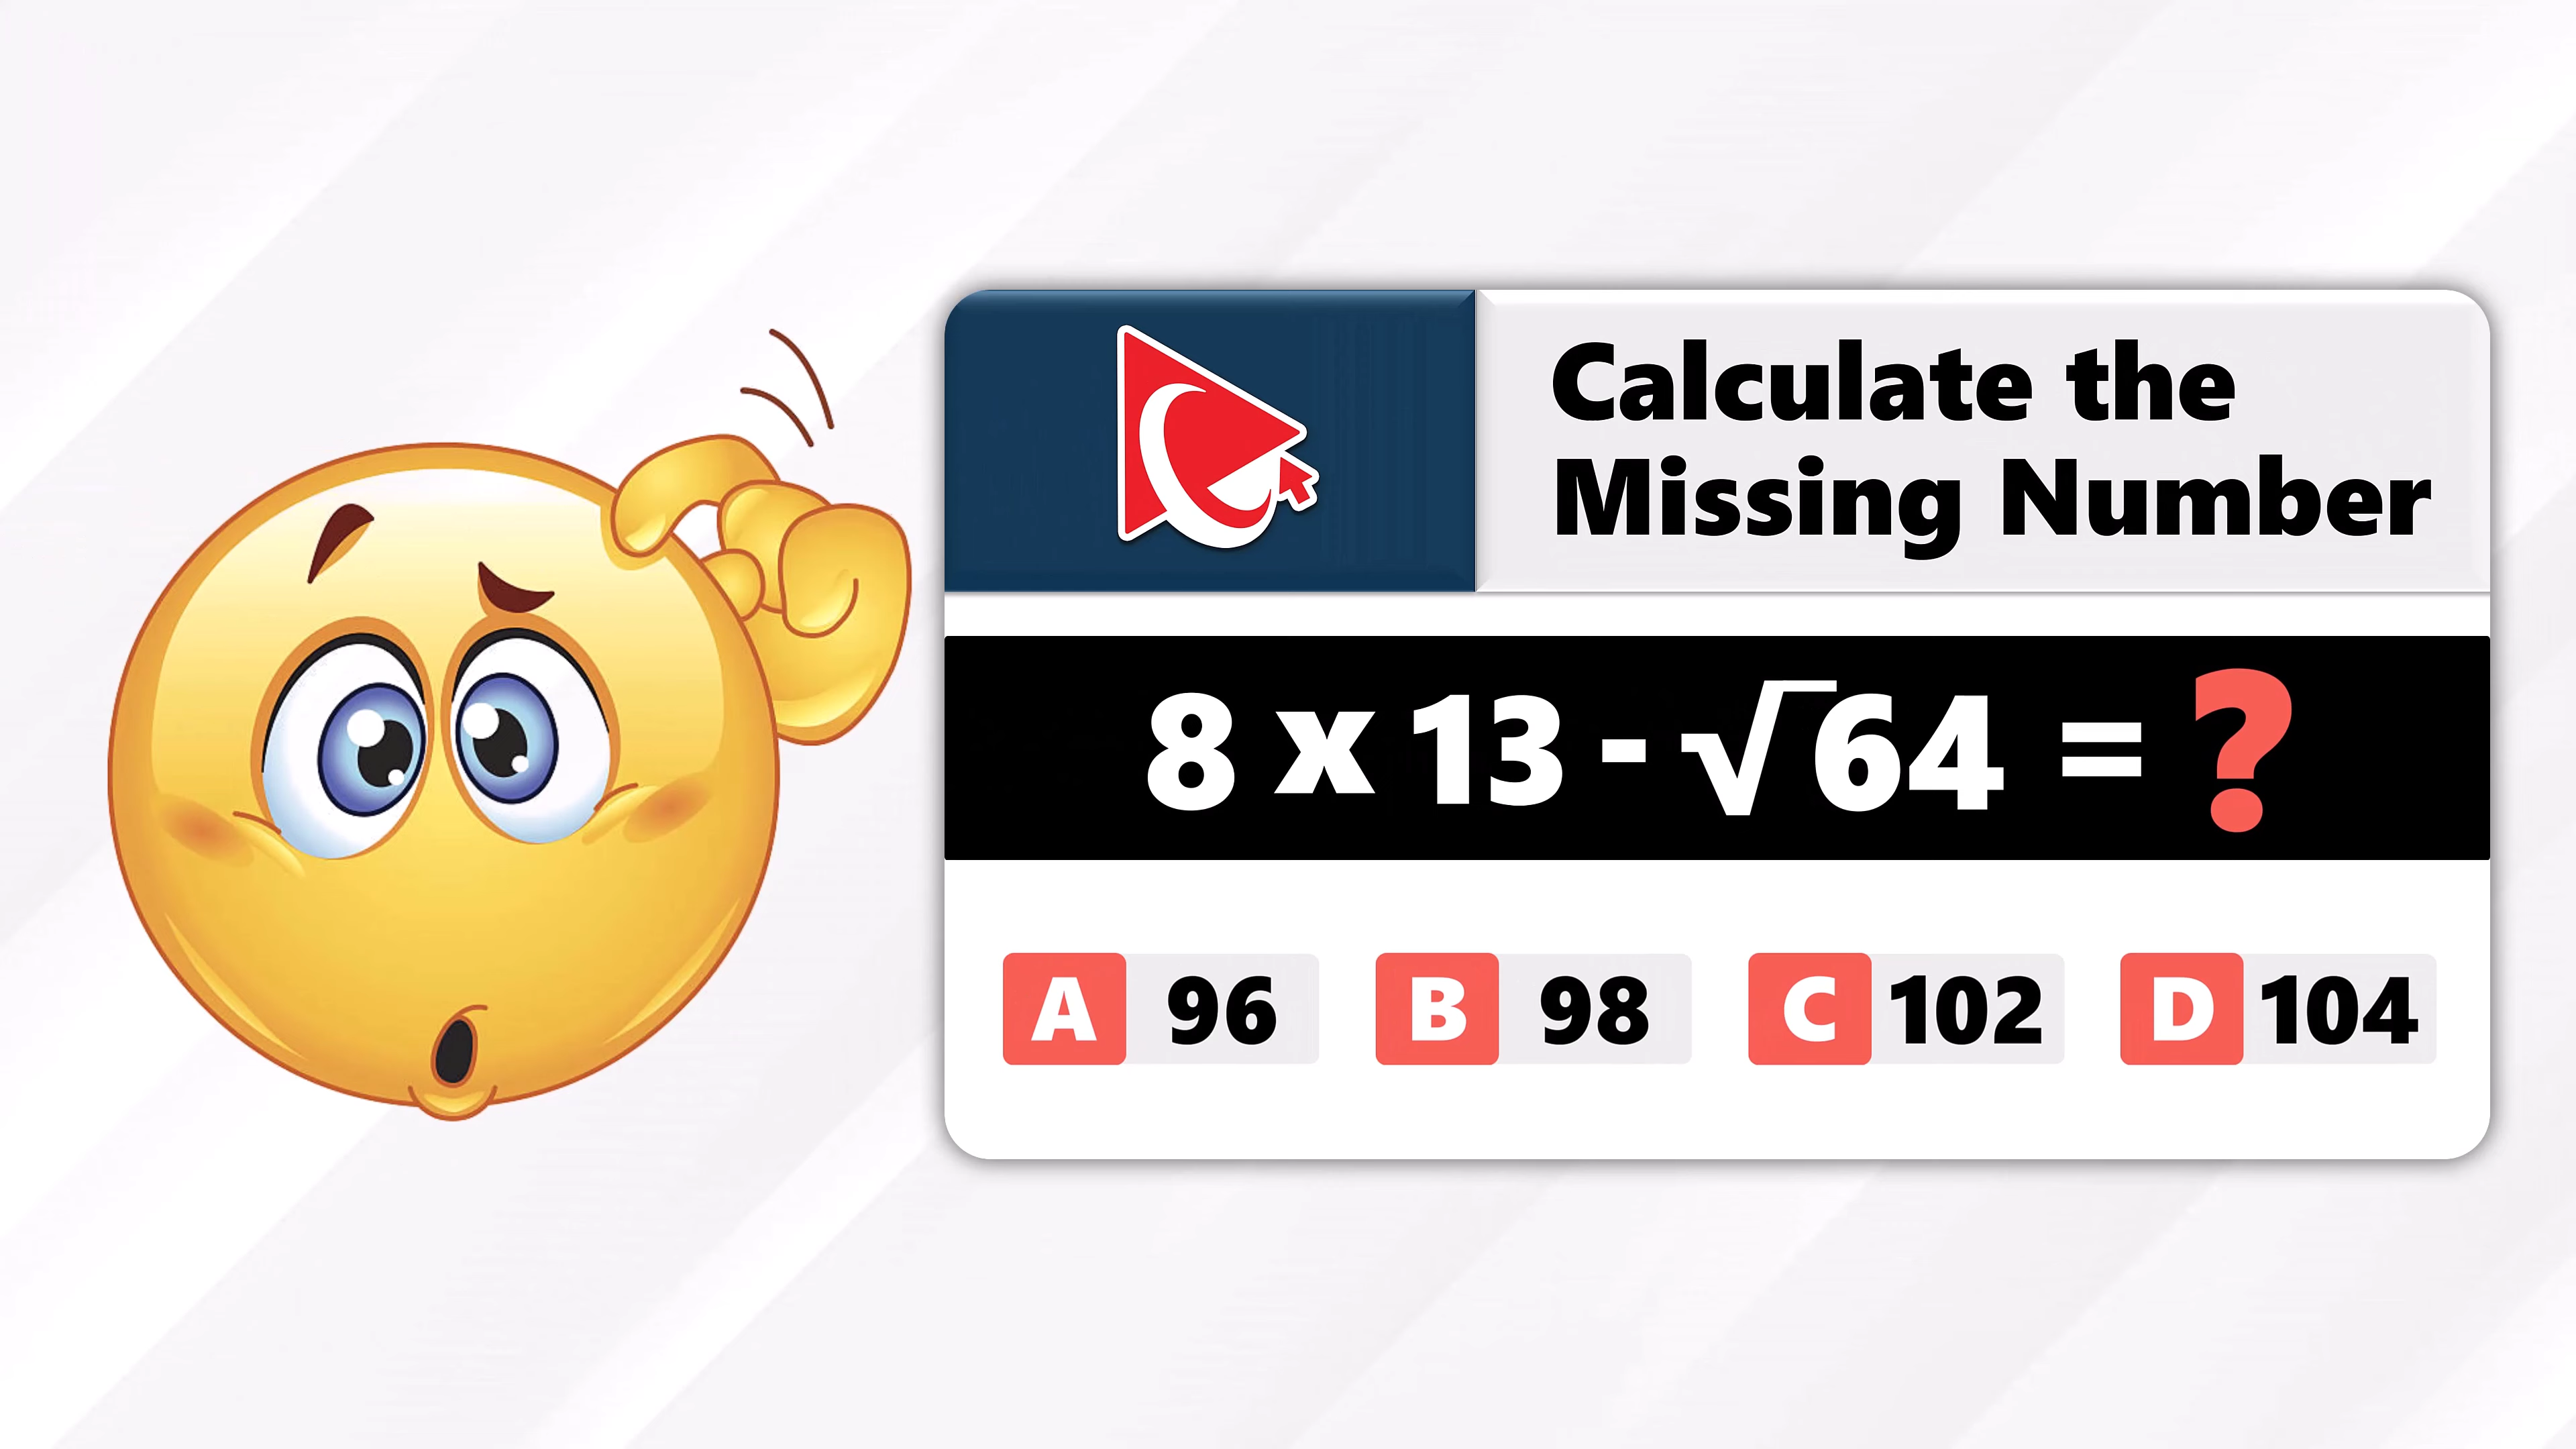 Calculate the
Missing Number
8 x 13 - √64 = ?
A 96 B 98 C 102 D 104